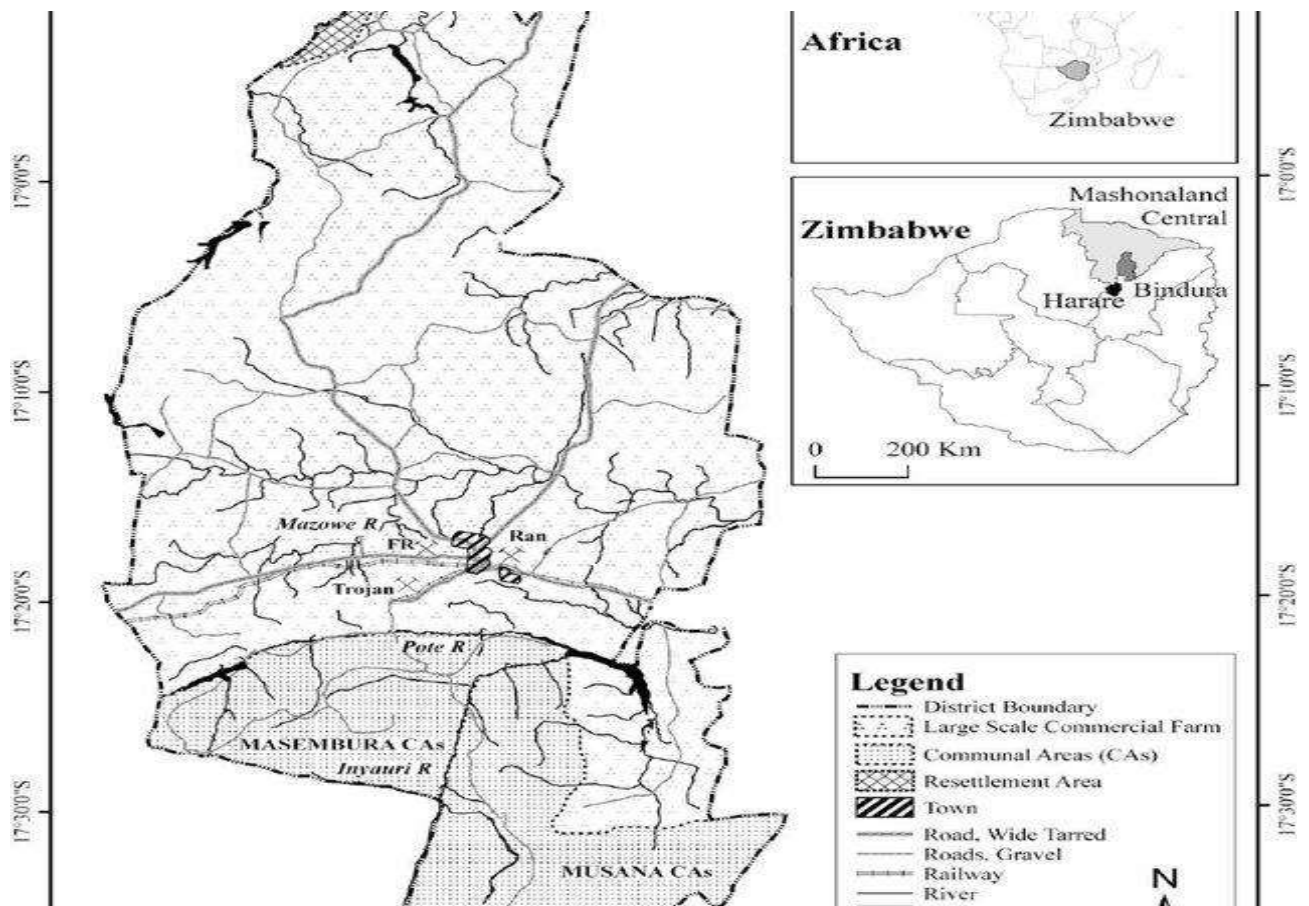 Africa
Zimbabwe
17°0'0"S
17°0'0"S
Mashonaland
Central
Zimbabwe
Harare
Bindura
0 200 Km
17°10'0"S
17°10'0"S
Mazowe R
FR
Ran
Trojan
17°20'0"S
17°20'0"S
Pote R
MASEMBURA CAs
Inyauri R
MUSANA CAs
17°30'0"S
17°30'0"S
Legend
District Boundary
Large Scale Commercial Farm
Communal Areas (CAs)
Resettlement Area
Town
Road, Wide Tarred
Roads, Gravel
Railway
River
N